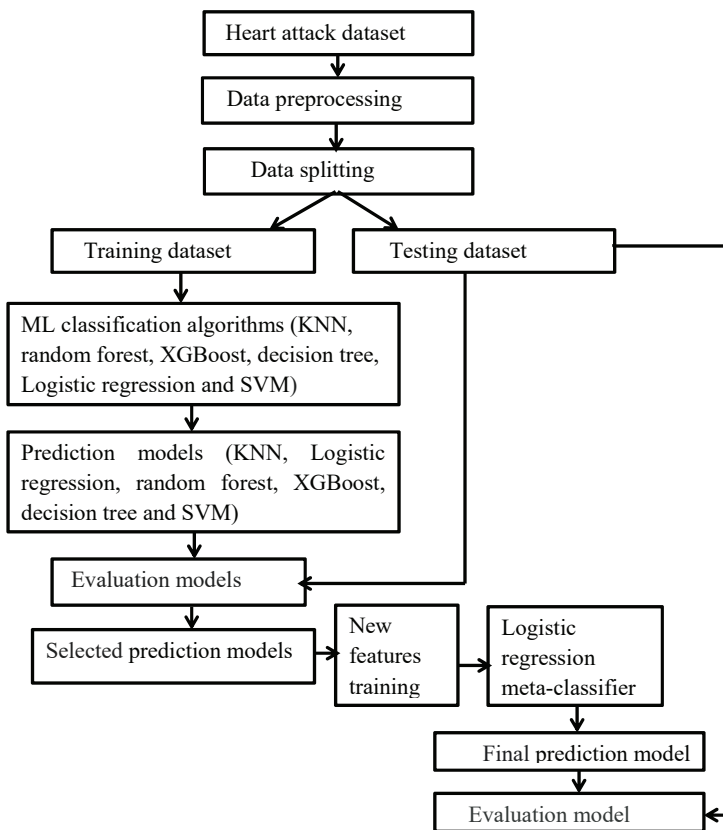 Heart attack dataset
Data preprocessing
Data splitting
Training dataset
Testing dataset
ML classification algorithms (KNN,
random forest, XGBoost, decision tree,
Logistic regression and SVM)
Prediction models (KNN, Logistic
regression, random forest, XGBoost,
decision tree and SVM)
Evaluation models
Selected prediction models
New
features
training
Logistic
regression
meta-classifier
Final prediction model
Evaluation model